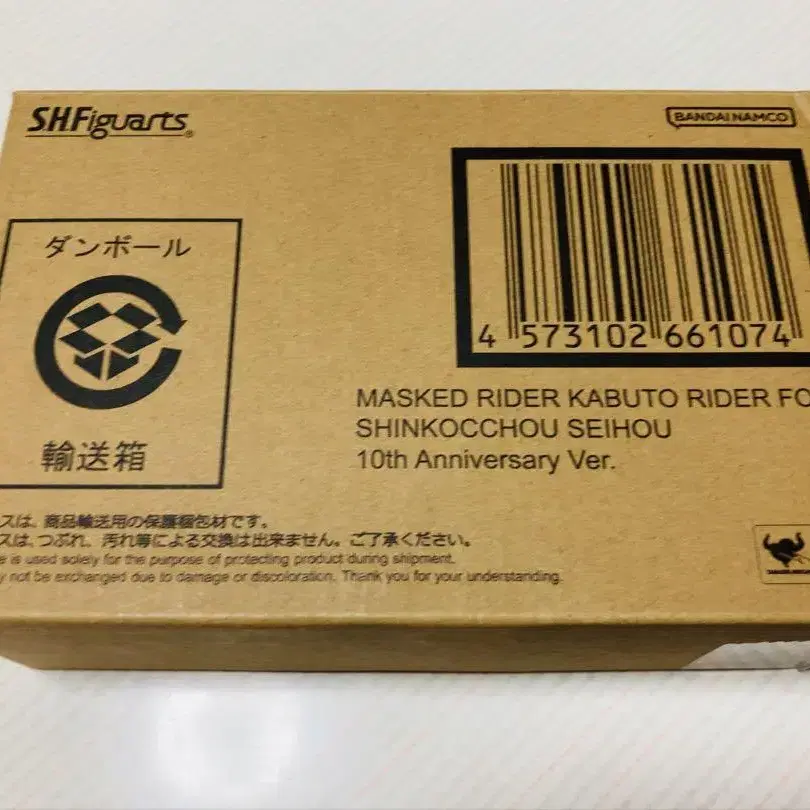 S.H.Figuarts®
BANDAI NAMCO
ダンボール
輸送箱
4 573102 661074
MASKED RIDER KABUTO RIDER FO
SHINKOCCHOU SEIHOU
10th Anniversary Ver.
スは、商品輸送用の保護梱包材です。
スは、つぶれ、汚れ等による交換は出来ません。ご了承ください。
e is used solely for the purpose of protecting product during shipment.
y not be exchanged due to damage or discoloration. Thank you for your understanding.